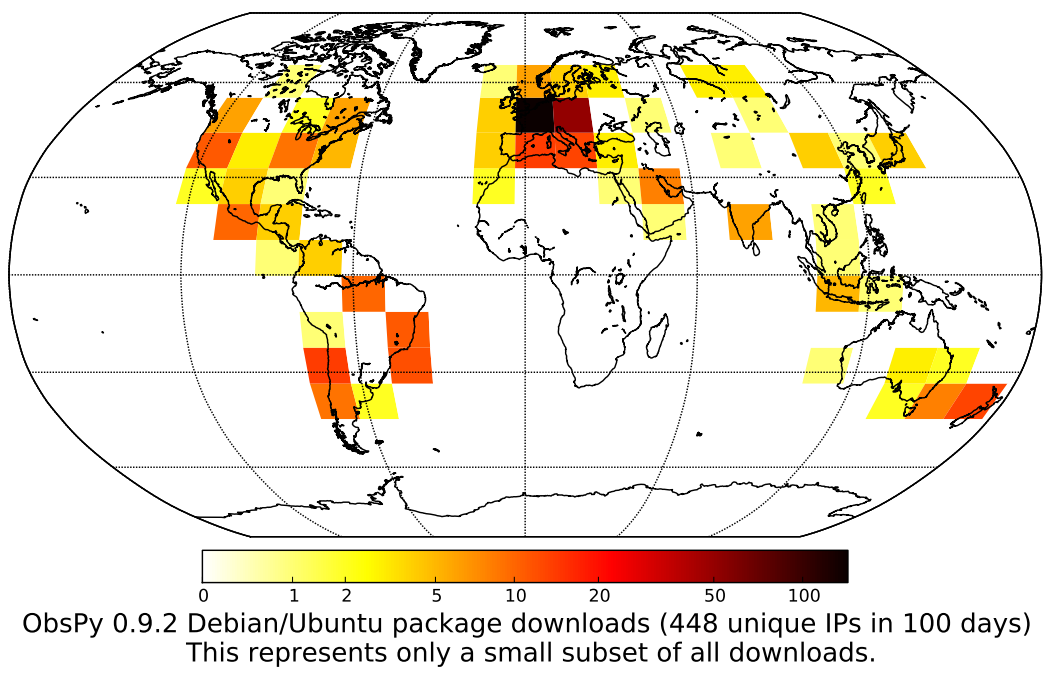 0 1 2 5 10 20 50 100
ObsPy 0.9.2 Debian/Ubuntu package downloads (448 unique IPs in 100 days)
This represents only a small subset of all downloads.